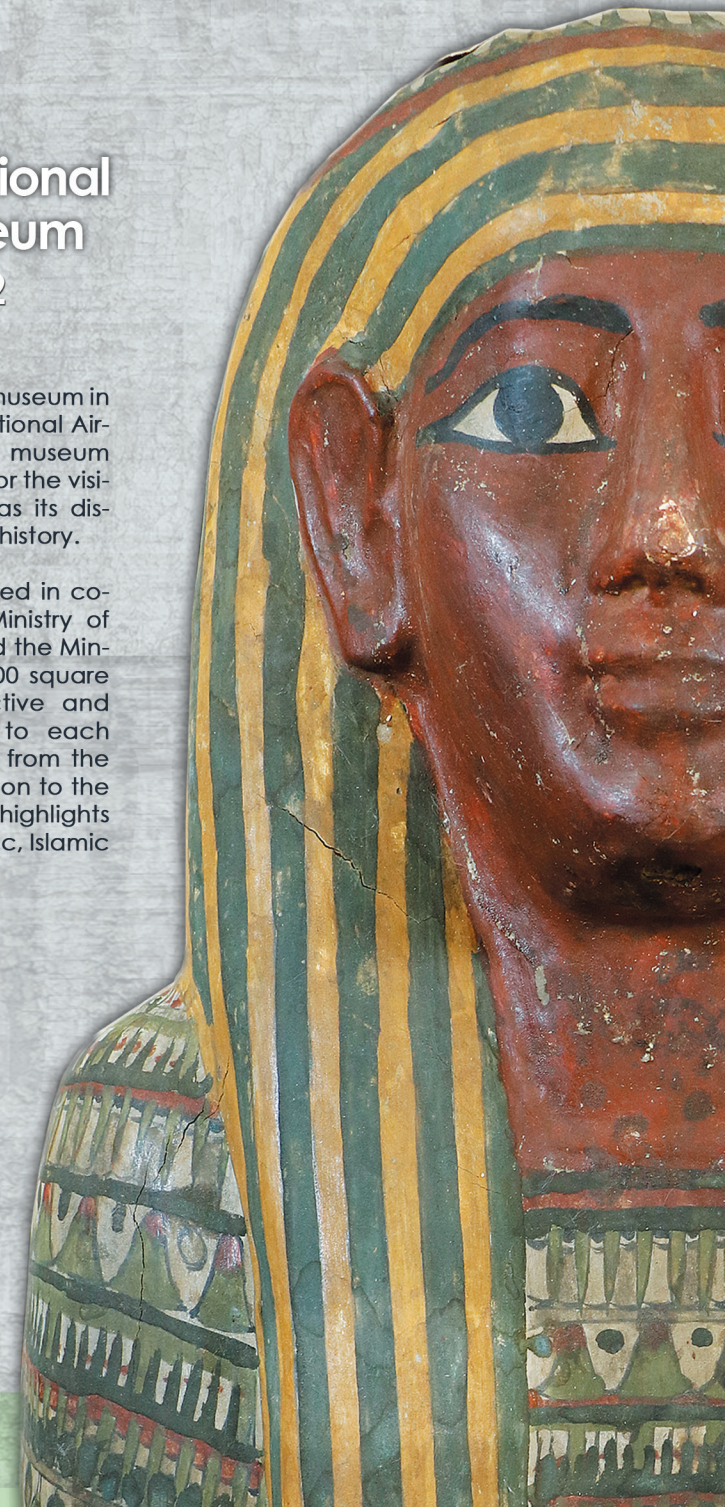 ional
eum
2
museum in
tional Air-
museum
or the visi-
as its dis-
history.
ed in co-
Ministry of
d the Min-
00 square
tive and
to each
from the
on to the
highlights
c, Islamic